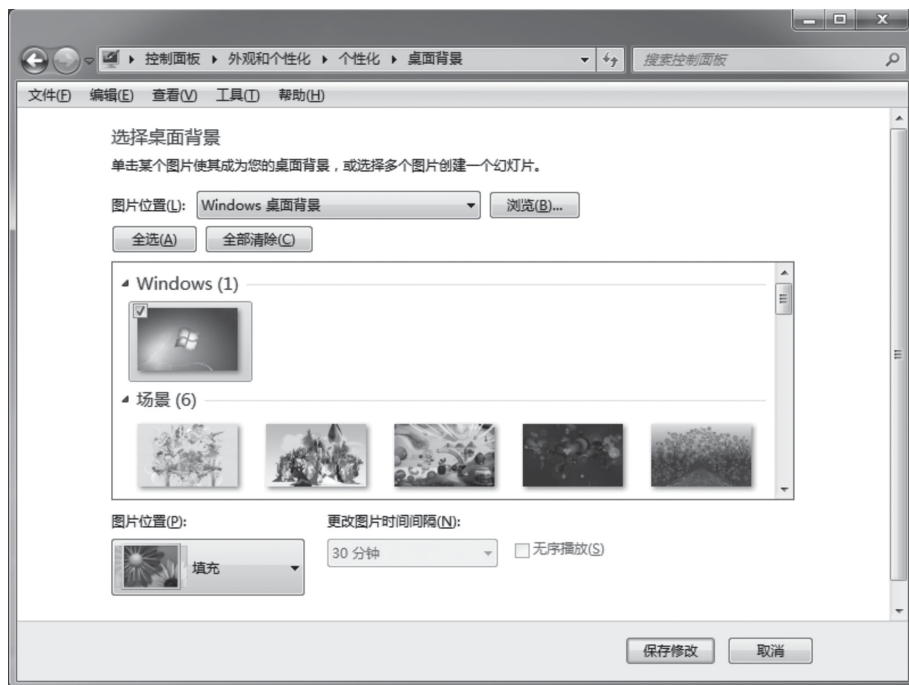 控制面板 ▸ 外观和个性化 ▸ 个性化 ▸ 桌面背景 搜索控制面板
文件(F) 编辑(E) 查看(V) 工具(T) 帮助(H)
选择桌面背景
单击某个图片使其成为您的桌面背景，或选择多个图片创建一个幻灯片。
图片位置(L): Windows 桌面背景 浏览(B)...
全选(A) 全部清除(C)
Windows (1)
场景 (6)
图片位置(P): 更改图片时间间隔(N):
填充 30 分钟 无序播放(S)
保存修改 取消